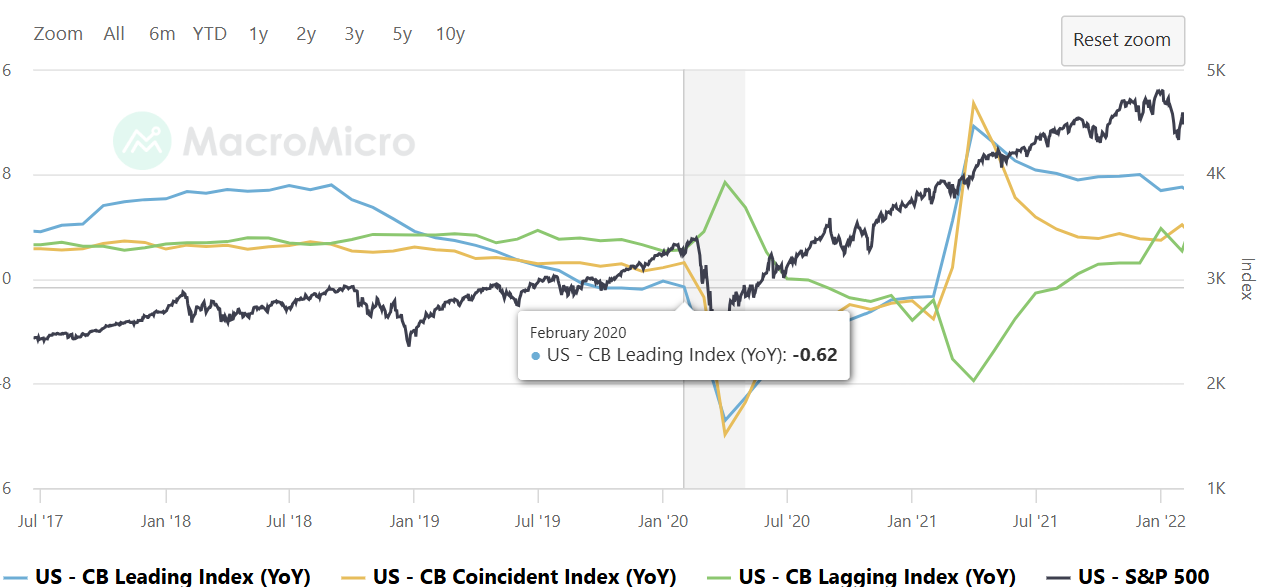 Zoom All 6m YTD 1y 2y 3y 5y 10y
Reset zoom
6 5K
MacroMicro
8 4K
0 3K
Index
February 2020
US - CB Leading Index (YoY): -0.62
-8 2K
6 1K
Jul '17 Jan '18 Jul '18 Jan '19 Jul '19 Jan '20 Jul '20 Jan '21 Jul '21 Jan '22
US - CB Leading Index (YoY) US - CB Coincident Index (YoY) US - CB Lagging Index (YoY) US - S&P 500